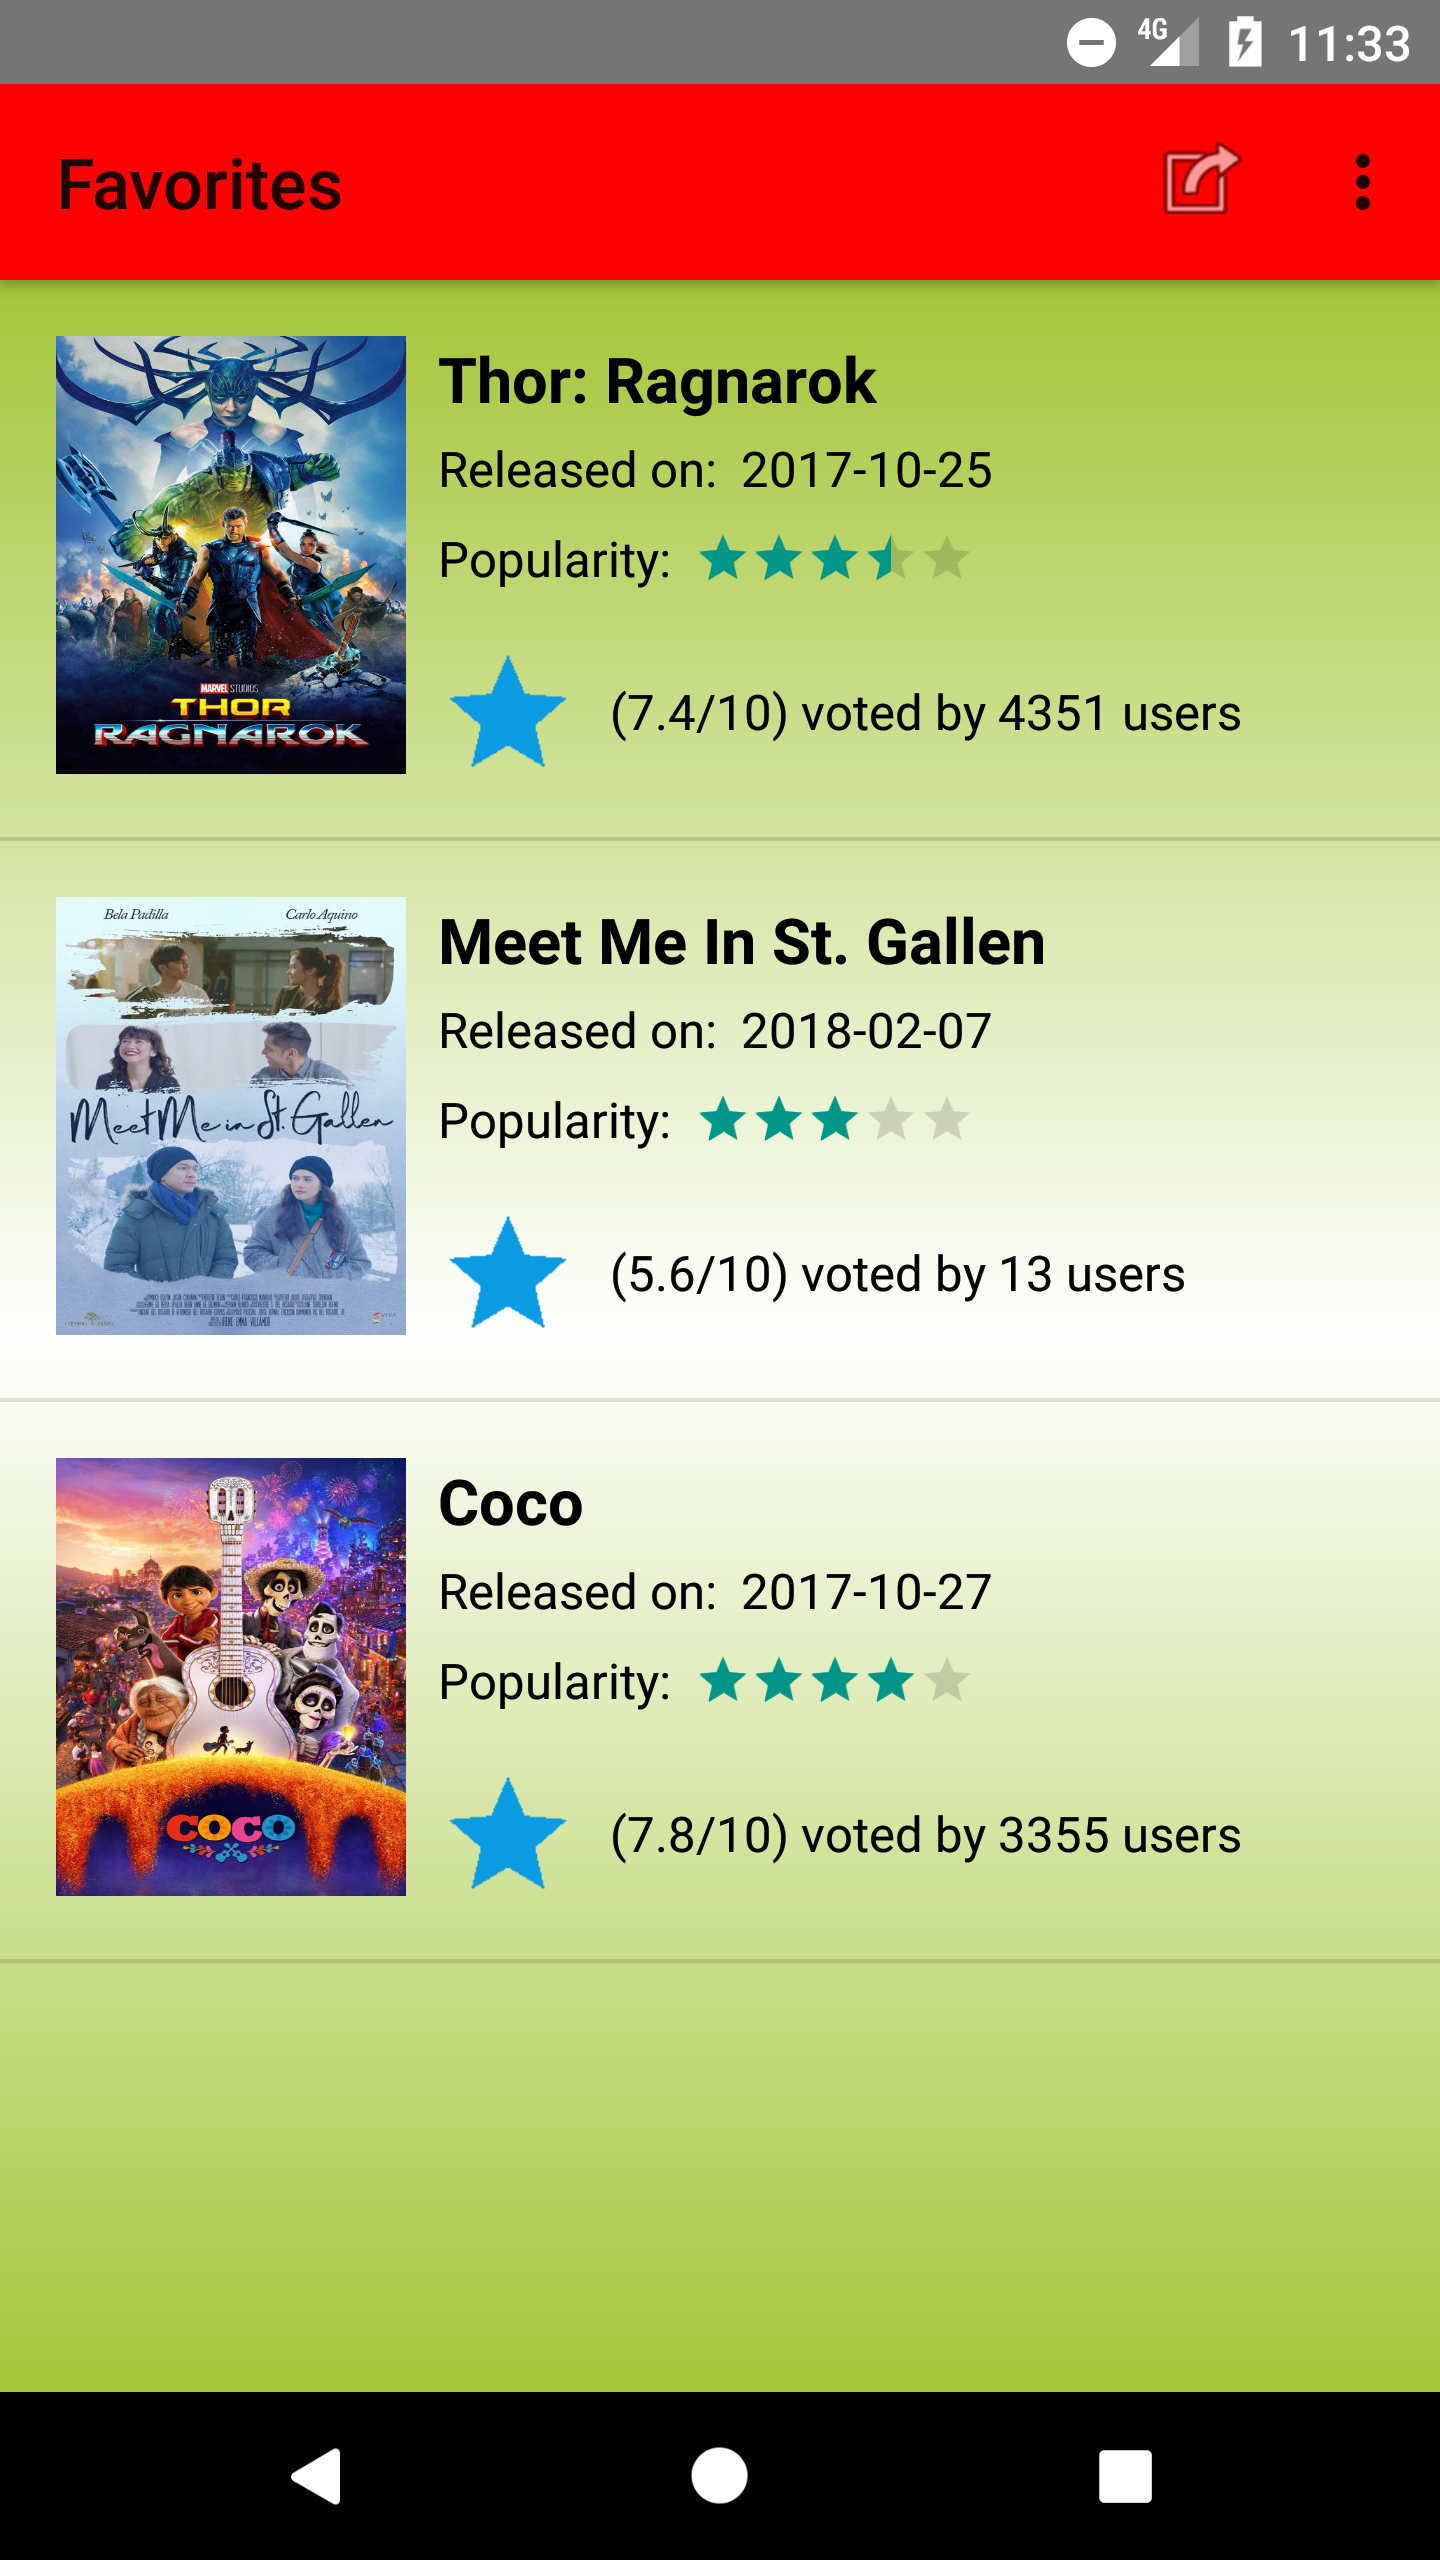 4G 11:33
Favorites
Thor: Ragnarok
Released on: 2017-10-25
Popularity:
(7.4/10) voted by 4351 users
MARVEL STUDIOS
THOR
RAGNAROK
Bela Padilla Carlo Aquino
Meet Me In St. Gallen
Released on: 2018-02-07
Popularity:
(5.6/10) voted by 13 users
Meet Me in St. Gallen
VIVA
Coco
Released on: 2017-10-27
Popularity:
(7.8/10) voted by 3355 users
COCO